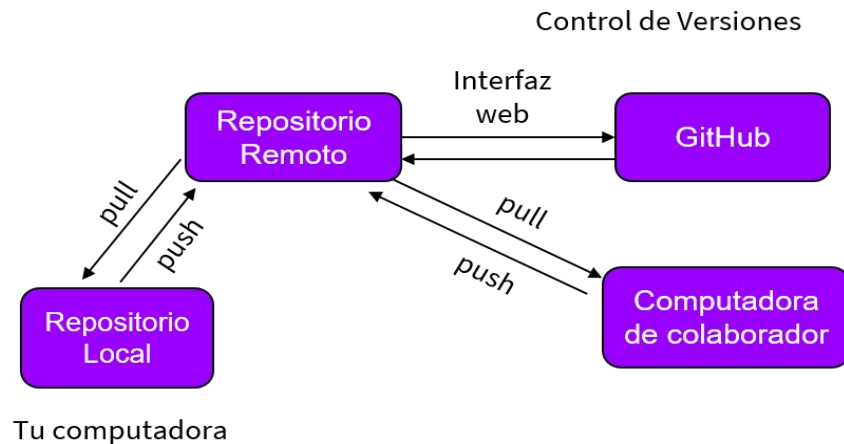 Control de Versiones
Interfaz
web
Repositorio
Remoto
GitHub
pull
push
pull
push
Repositorio
Local
Computadora
de colaborador
Tu computadora